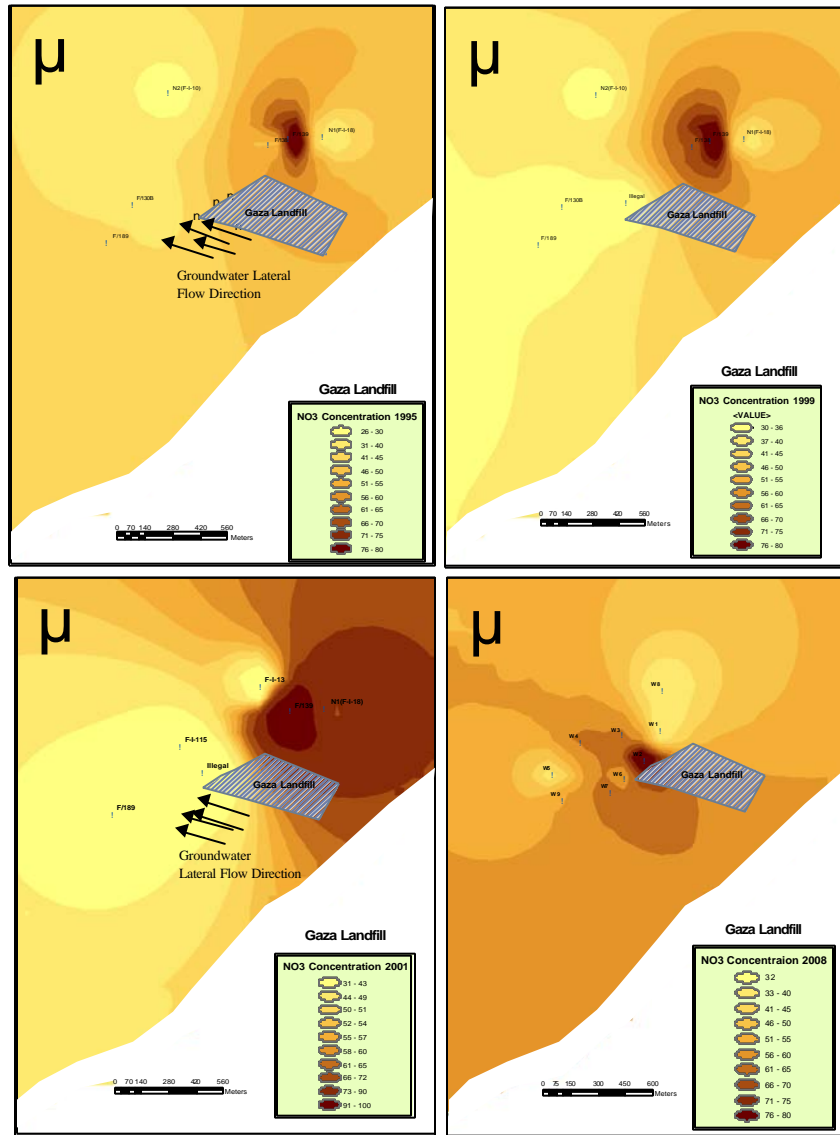 µ
N2(F-I-10)
N1(F-I-18)
F/130B
F/189
Gaza Landfill
Groundwater Lateral
Flow Direction
Gaza Landfill
NO3 Concentration 1995
26 - 30
31 - 40
41 - 45
46 - 50
51 - 55
56 - 60
61 - 65
66 - 70
71 - 75
76 - 80
0 70 140 280 420 560
Meters
µ
N2(F-I-10)
N1(F-I-18)
F/130B
Illegal
F/189
Gaza Landfill
Gaza Landfill
NO3 Concentration 1999
<VALUE>
30 - 36
37 - 40
41 - 45
46 - 50
51 - 55
56 - 60
61 - 65
66 - 70
71 - 75
76 - 80
0 70 140 280 420 560
Meters
µ
F-I-13
F/139
N1(F-I-18)
F-I-115
Illegal
F/189
Gaza Landfill
Groundwater
Lateral Flow Direction
Gaza Landfill
NO3 Concentration 2001
31 - 43
44 - 49
50 - 51
52 - 54
55 - 57
58 - 60
61 - 65
66 - 72
73 - 90
91 - 100
0 70 140 280 420 560
Meters
µ
W8
W1
W3
W4
W5
W6
W7
W9
Gaza Landfill
Gaza Landfill
NO3 Concentraion 2008
32
33 - 40
41 - 45
46 - 50
51 - 55
56 - 60
61 - 65
66 - 70
71 - 75
76 - 80
0 75 150 300 450 600
Meters